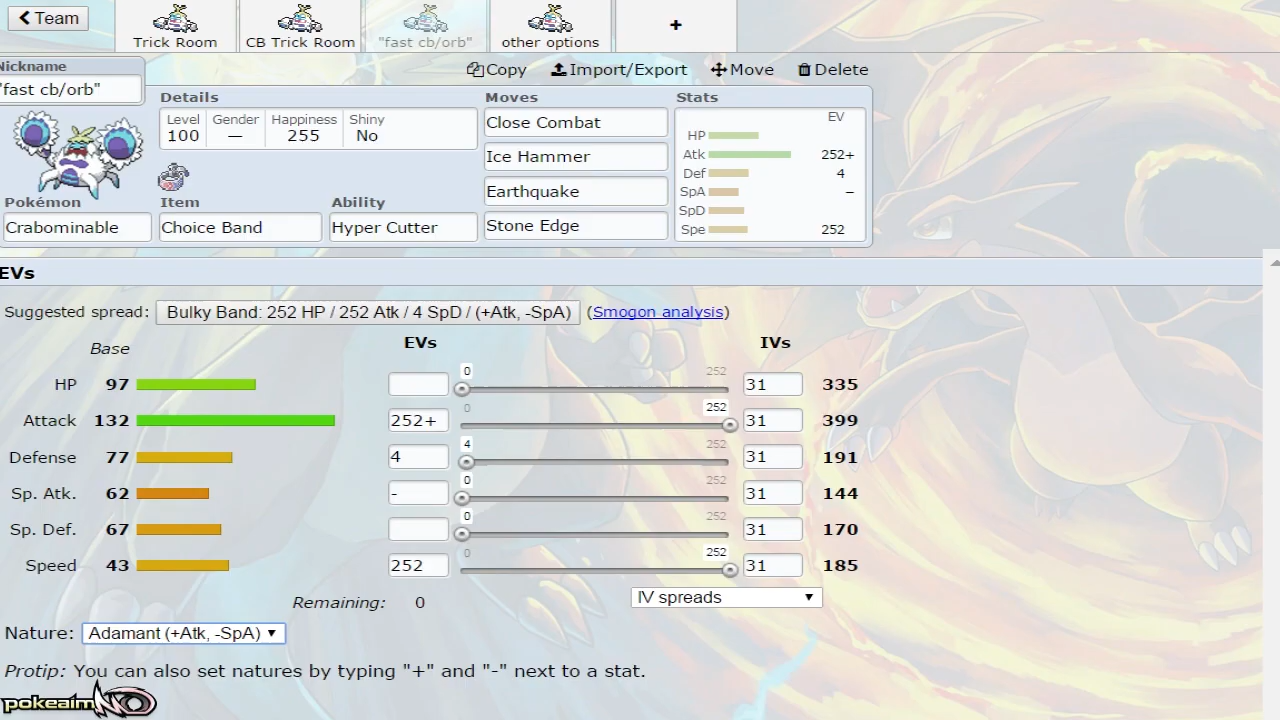 Team
Trick Room
CB Trick Room
"fast cb/orb"
other options
+
Nickname
"fast cb/orb"
Copy
Import/Export
Move
Delete
Details
Level
100
Gender
—
Happiness
255
Shiny
No
Moves
Close Combat
Ice Hammer
Earthquake
Stone Edge
Stats
EV
HP
Atk 252+
Def 4
SpA –
SpD
Spe 252
Pokémon
Crabominable
Item
Choice Band
Ability
Hyper Cutter
EVs
Suggested spread: Bulky Band: 252 HP / 252 Atk / 4 SpD / (+Atk, -SpA) (Smogon analysis)
Base EVs IVs
HP 97 0 252 31 335
Attack 132 252+ 0 252 31 399
Defense 77 4 4 252 31 191
Sp. Atk. 62 - 0 252 31 144
Sp. Def. 67 0 252 31 170
Speed 43 252 0 252 31 185
Remaining: 0
IV spreads
Nature: Adamant (+Atk, -SpA)
Protip: You can also set natures by typing "+" and "-" next to a stat.
pokeaimMD